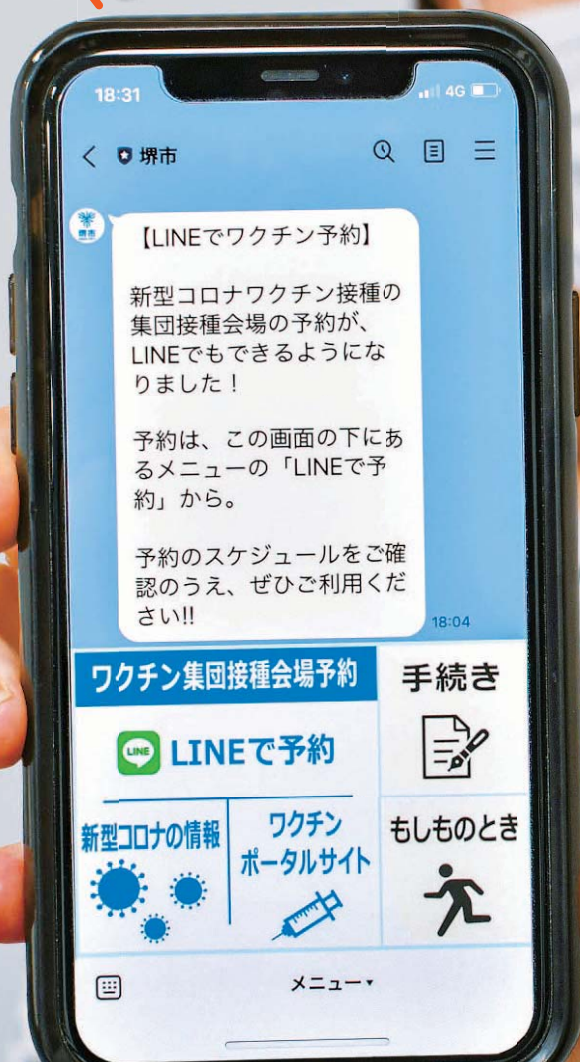 18:31
4G
堺市
堺市
【LINEでワクチン予約】
新型コロナワクチン接種の
集団接種会場の予約が、
LINEでもできるようにな
りました！
予約は、この画面の下にあ
るメニューの「LINEで予
約」から。
予約のスケジュールをご確
認のうえ、ぜひご利用くだ
さい!!
18:04
ワクチン集団接種会場予約
LINE LINEで予約
新型コロナの情報
ワクチン
ポータルサイト
手続き
もしものとき
メニュー▾